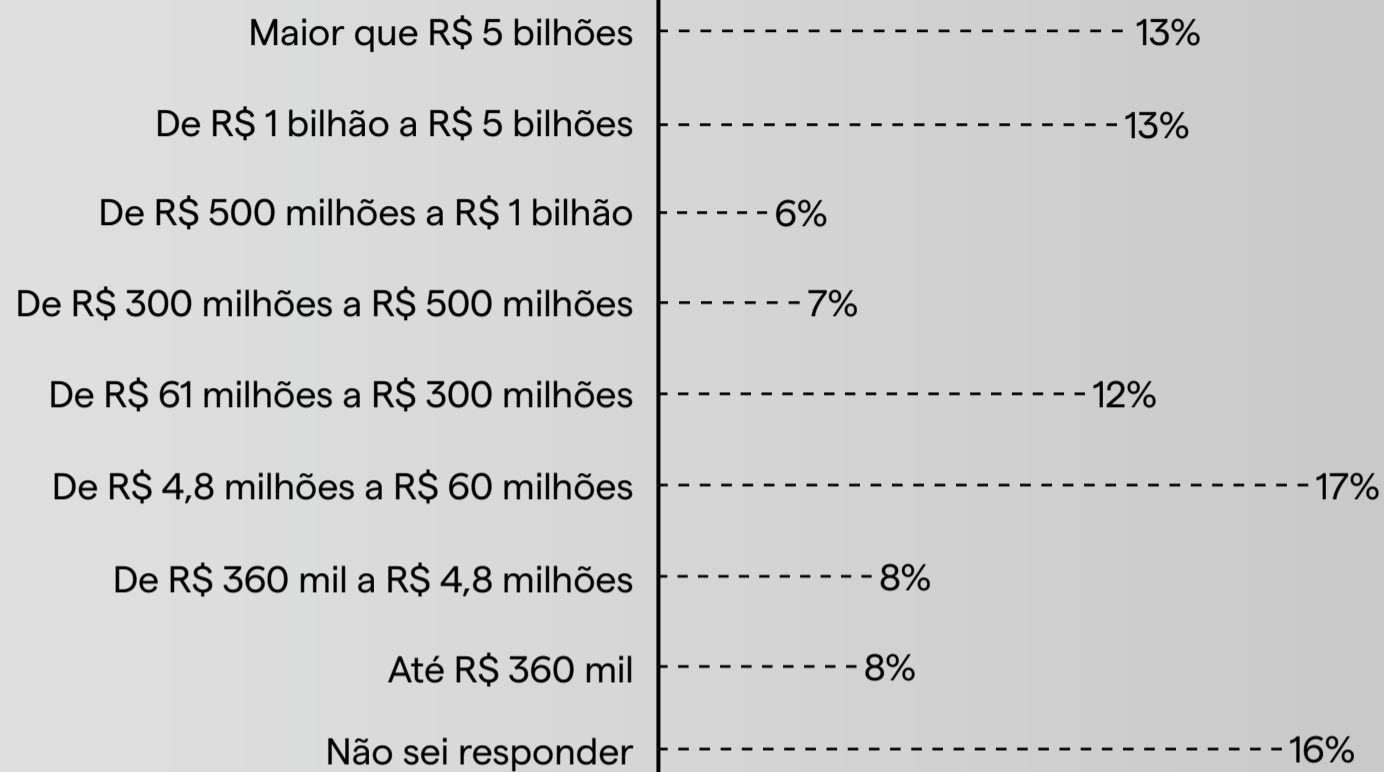 Maior que R$ 5 bilhões 13%
De R$ 1 bilhão a R$ 5 bilhões 13%
De R$ 500 milhões a R$ 1 bilhão 6%
De R$ 300 milhões a R$ 500 milhões 7%
De R$ 61 milhões a R$ 300 milhões 12%
De R$ 4,8 milhões a R$ 60 milhões 17%
De R$ 360 mil a R$ 4,8 milhões 8%
Até R$ 360 mil 8%
Não sei responder 16%